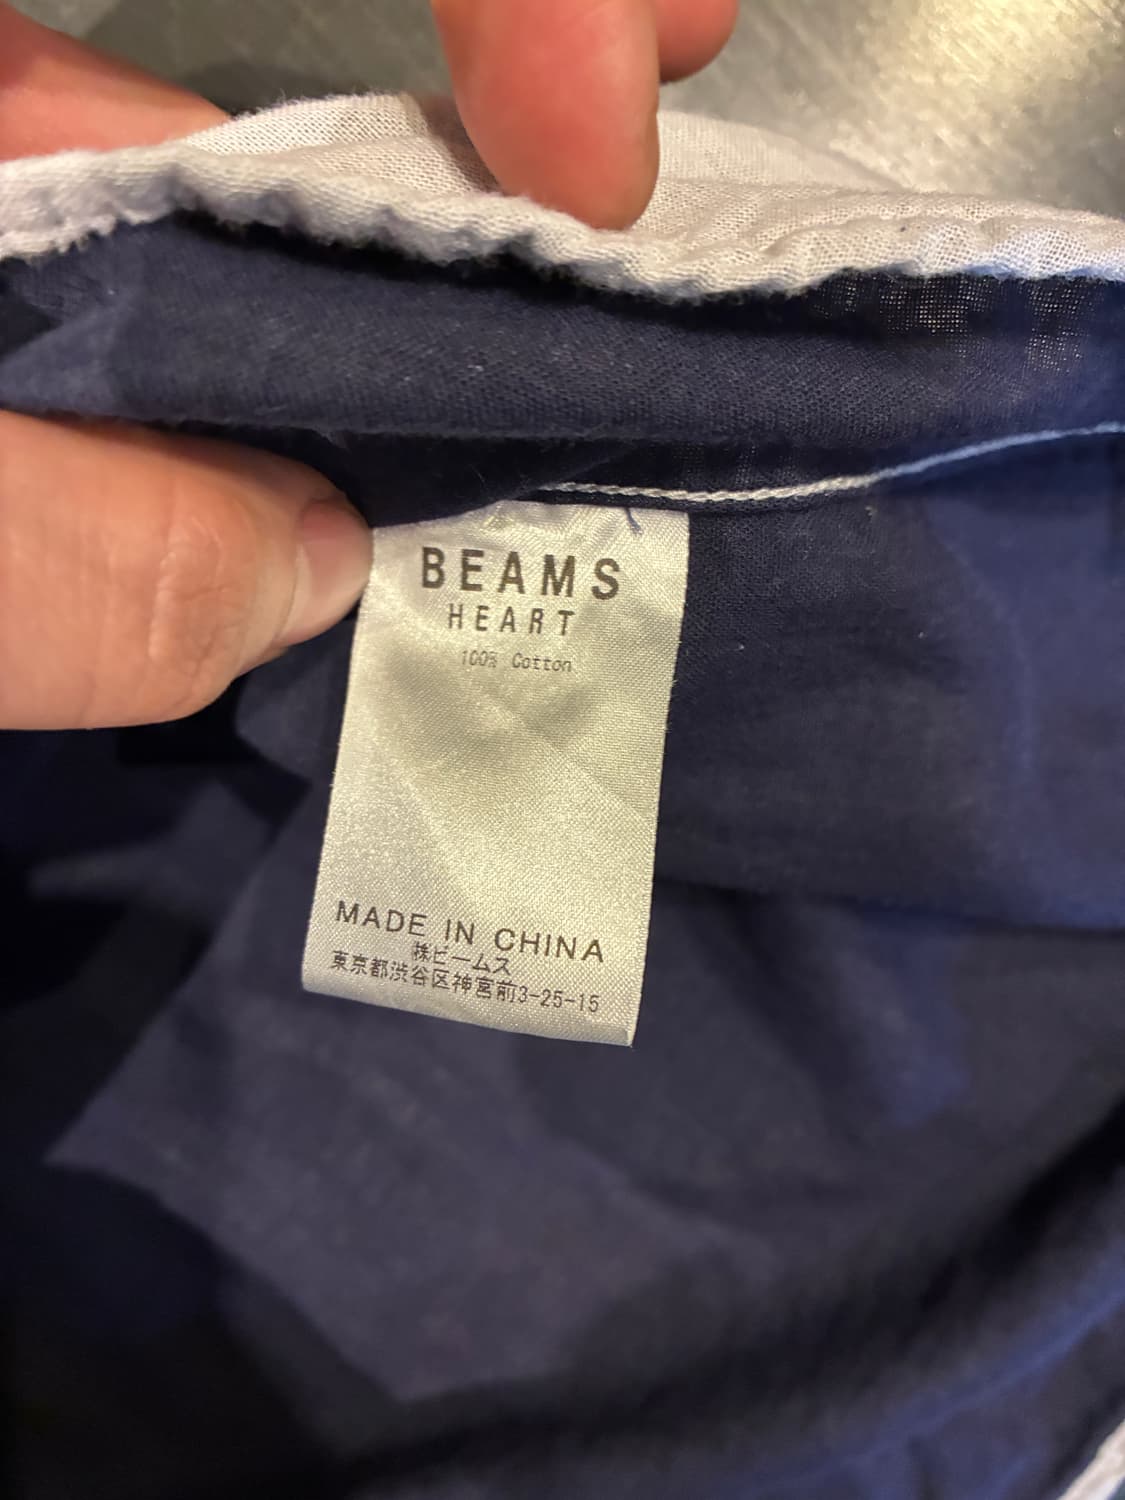 BEAMS
HEART
100% Cotton
MADE IN CHINA
㈱ビームス
東京都渋谷区神宮前3-25-15